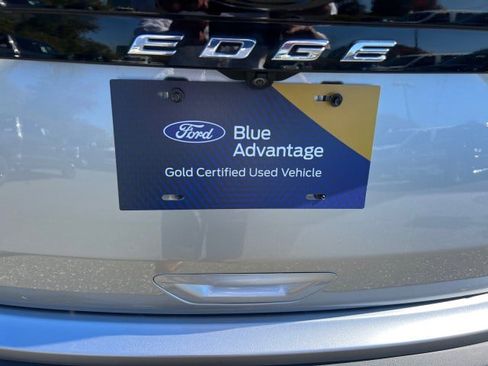 EDGE
Ford
Blue
Advantage
Gold Certified Used Vehicle